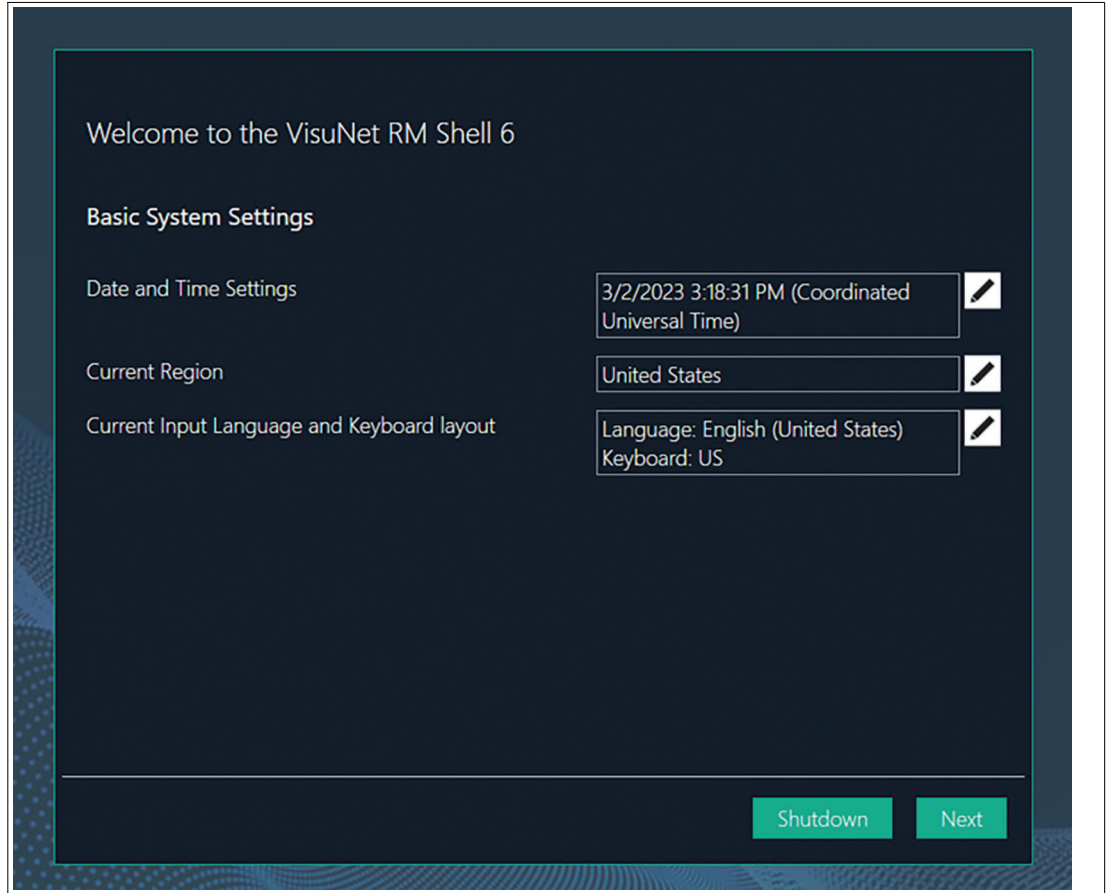 Welcome to the VisuNet RM Shell 6
Basic System Settings
Date and Time Settings
3/2/2023 3:18:31 PM (Coordinated
Universal Time)
Current Region
United States
Current Input Language and Keyboard layout
Language: English (United States)
Keyboard: US
Shutdown
Next